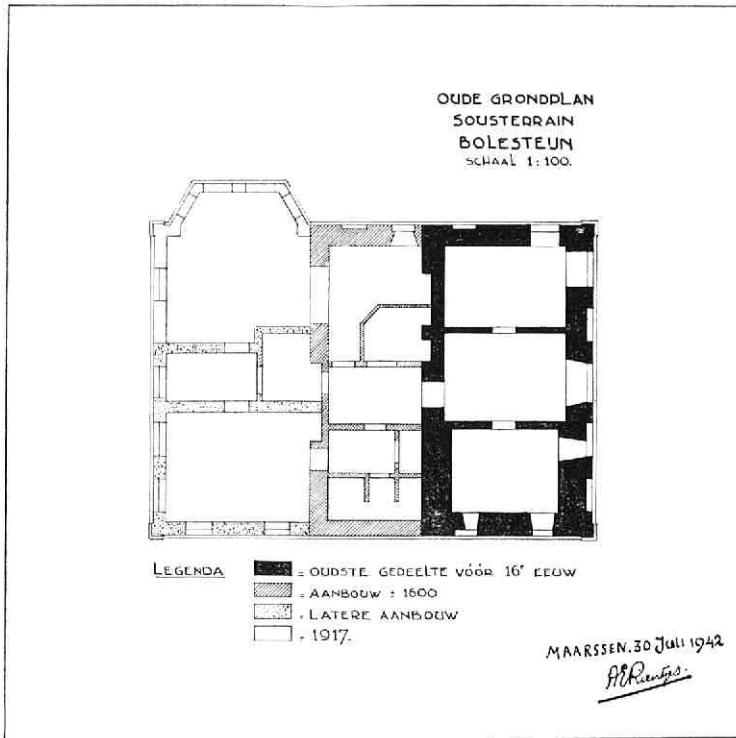 OUDE GRONDPLAN
SOUSTERRAIN
BOLESTEIJN
SCHAAL 1:100.
LEGENDA
= OUDSTE GEDEELTE VÓÓR 16ᵉ EEUW
= AANBOUW ± 1600
= LATERE AANBOUW
= 1917.
MAARSSEN. 30 Juli 1942